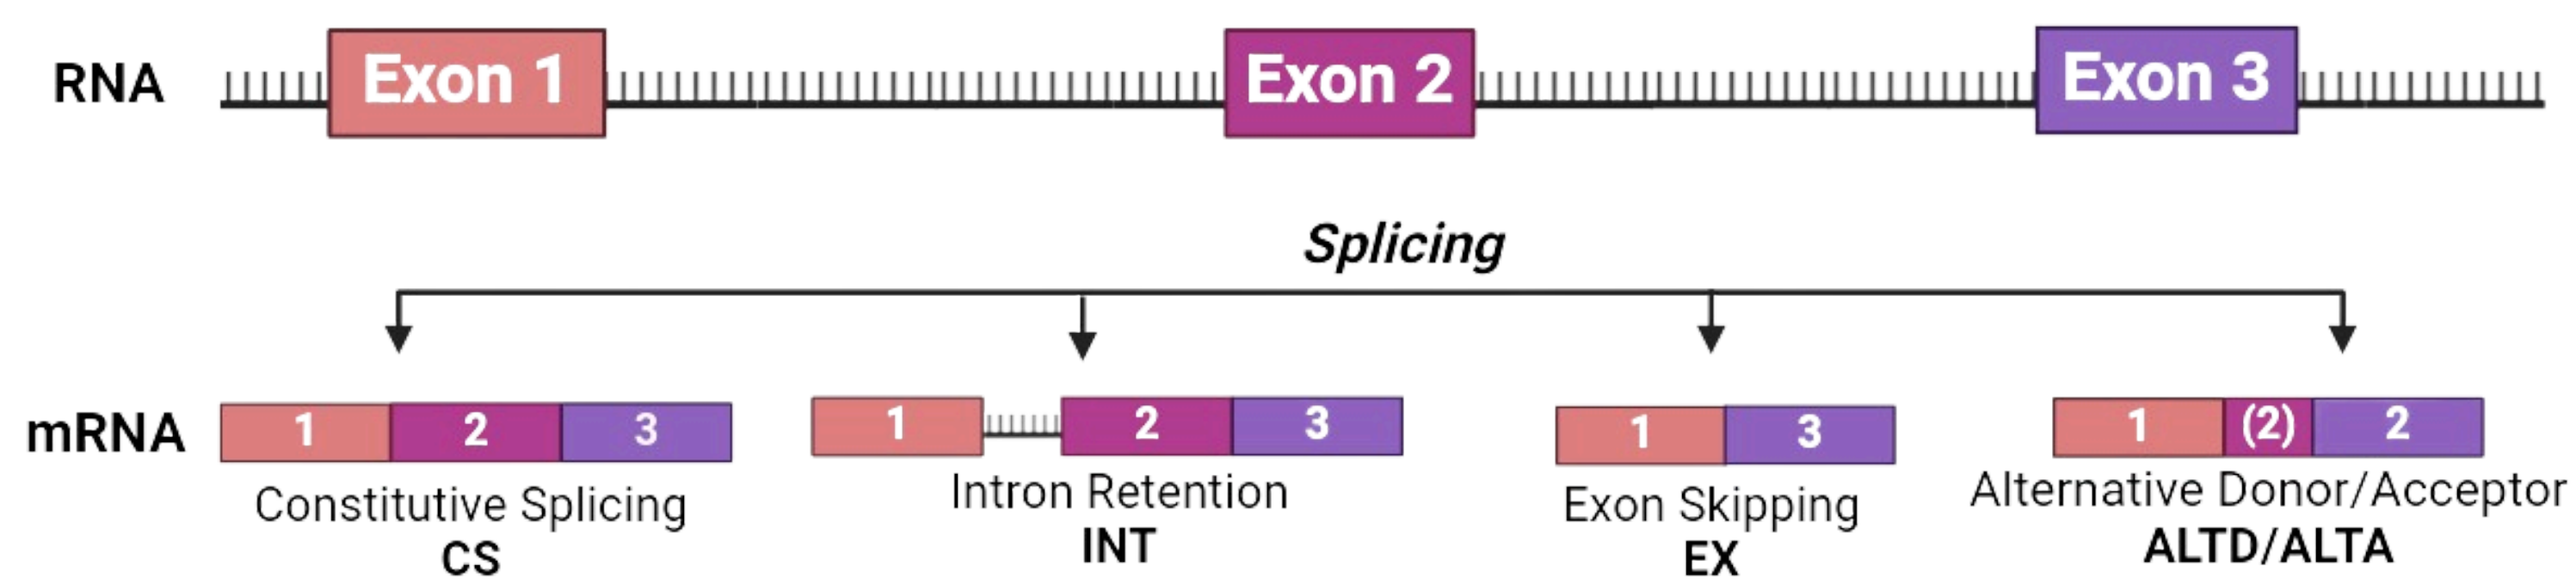 RNA
Exon 1
Exon 2
Exon 3
Splicing
mRNA
1 2 3
Constitutive Splicing
CS
1 2 3
Intron Retention
INT
1 3
Exon Skipping
EX
1 (2) 2
Alternative Donor/Acceptor
ALTD/ALTA